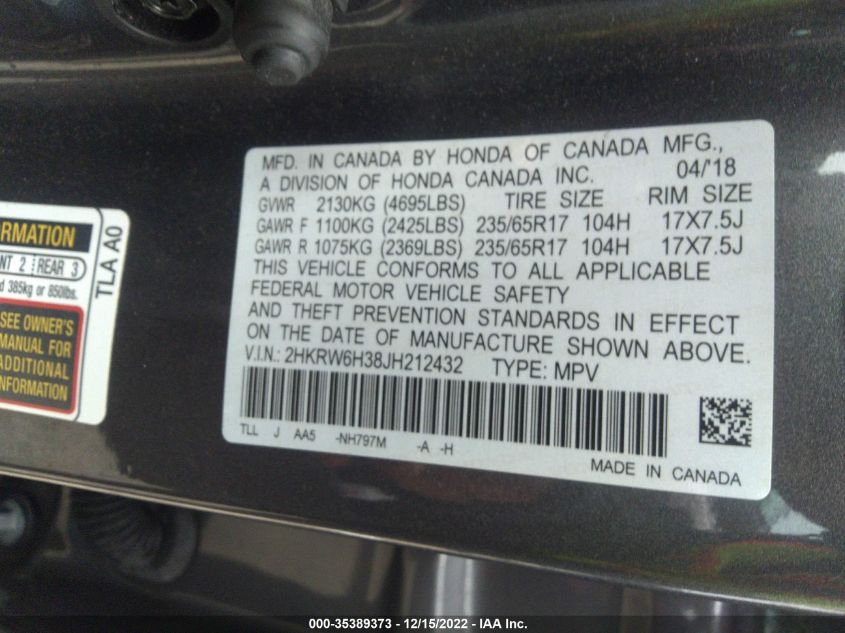 MFD. IN CANADA BY HONDA OF CANADA MFG.,
A DIVISION OF HONDA CANADA INC. 04/'18
GVWR 2130KG (4695LBS) TIRE SIZE RIM SIZE
GAWR F 1100KG (2425LBS) 235/65R17 104H 17X7.5J
GAWR R 1075KG (2369LBS) 235/65R17 104H 17X7.5J
THIS VEHICLE CONFORMS TO ALL APPLICABLE
FEDERAL MOTOR VEHICLE SAFETY
AND THEFT PREVENTION STANDARDS IN EFFECT
ON THE DATE OF MANUFACTURE SHOWN ABOVE.
V.I.N.: 2HKRW6H38JH212432 TYPE: MPV
TLL J AA5 -NH797M -A -H
MADE IN CANADA
RMATION
NT 2 REAR 3
d 385kg or 850lbs.
SEE OWNER'S
MANUAL FOR
ADDITIONAL
INFORMATION
TLA A0
000-35389373 - 12/15/2022 - IAA Inc.